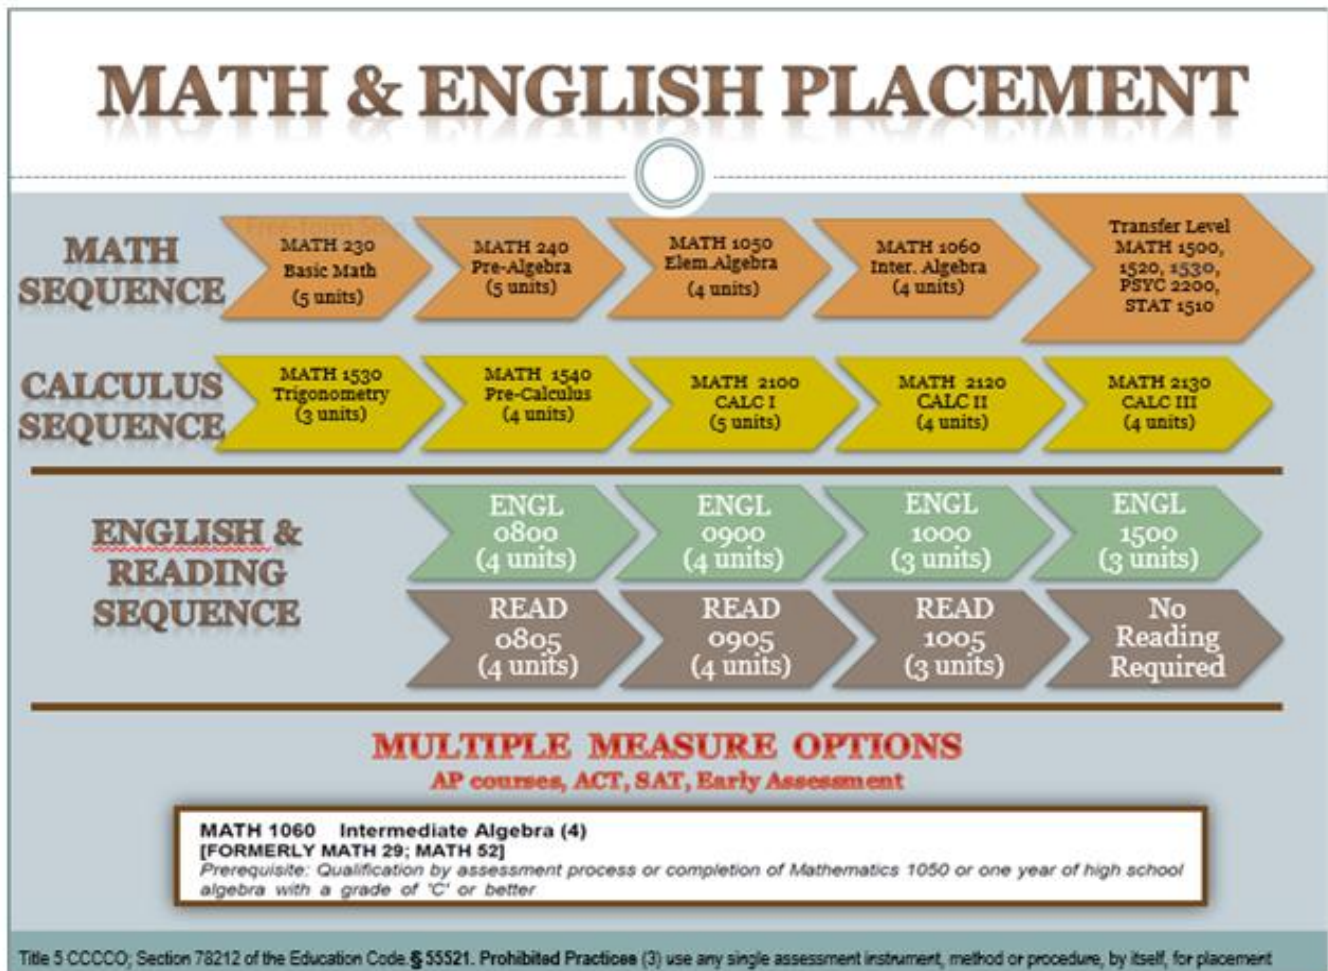 MATH & ENGLISH PLACEMENT
MATH
SEQUENCE
Free-form
MATH 230
Basic Math
(5 units)
MATH 240
Pre-Algebra
(5 units)
MATH 1050
Elem.Algebra
(4 units)
MATH 1060
Inter. Algebra
(4 units)
Transfer Level
MATH 1500,
1520, 1530,
PSYC 2200,
STAT 1510
CALCULUS
SEQUENCE
MATH 1530
Trigonometry
(3 units)
MATH 1540
Pre-Calculus
(4 units)
MATH 2100
CALC I
(5 units)
MATH 2120
CALC II
(4 units)
MATH 2130
CALC III
(4 units)
ENGLISH &
READING
SEQUENCE
ENGL
0800
(4 units)
ENGL
0900
(4 units)
ENGL
1000
(3 units)
ENGL
1500
(3 units)
READ
0805
(4 units)
READ
0905
(4 units)
READ
1005
(3 units)
No
Reading
Required
MULTIPLE MEASURE OPTIONS
AP courses, ACT, SAT, Early Assessment
MATH 1060 Intermediate Algebra (4)
[FORMERLY MATH 29; MATH 52]
Prerequisite: Qualification by assessment process or completion of Mathematics 1050 or one year of high school
algebra with a grade of 'C' or better
Title 5 CCCCO; Section 78212 of the Education Code.§ 55521. Prohibited Practices (3) use any single assessment instrument, method or procedure, by itself, for placement